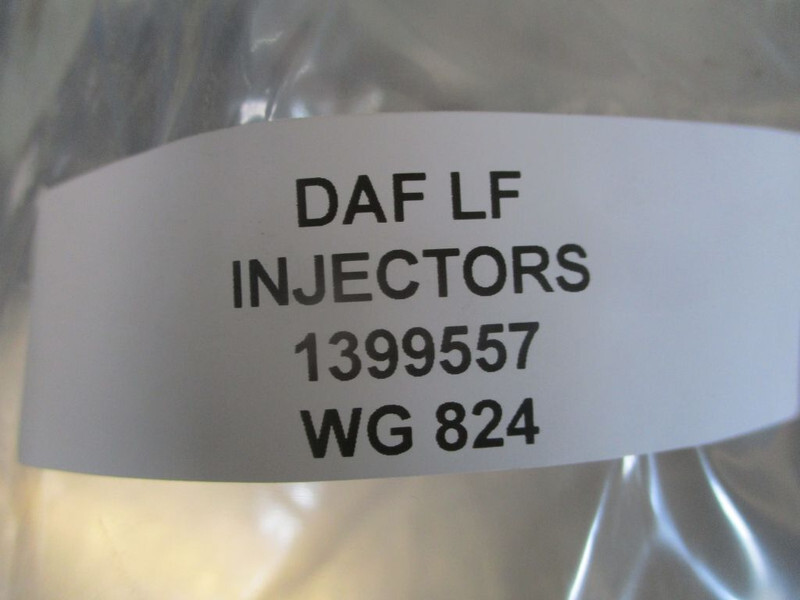 DAF LF
INJECTORS
1399557
WG 824